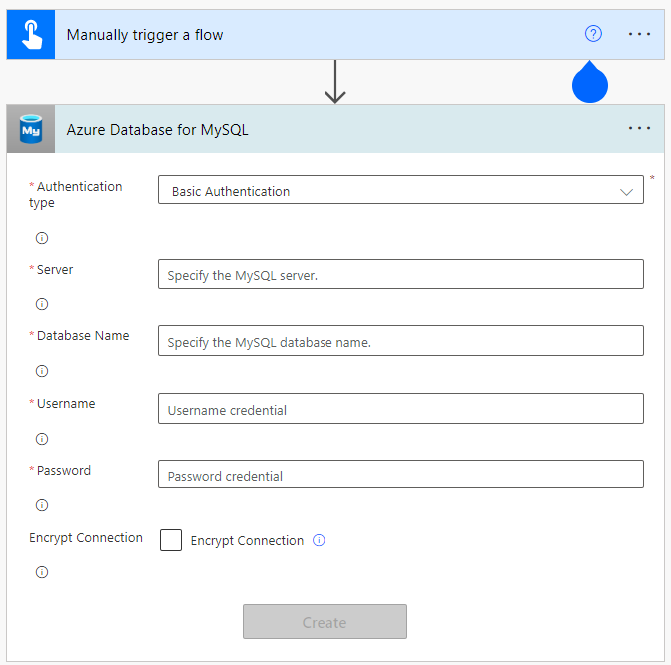 Manually trigger a flow
?
...
My
Azure Database for MySQL
...
* Authentication
type
Basic Authentication
*
* Server
Specify the MySQL server.
* Database Name
Specify the MySQL database name.
* Username
Username credential
* Password
Password credential
Encrypt Connection
Encrypt Connection
Create